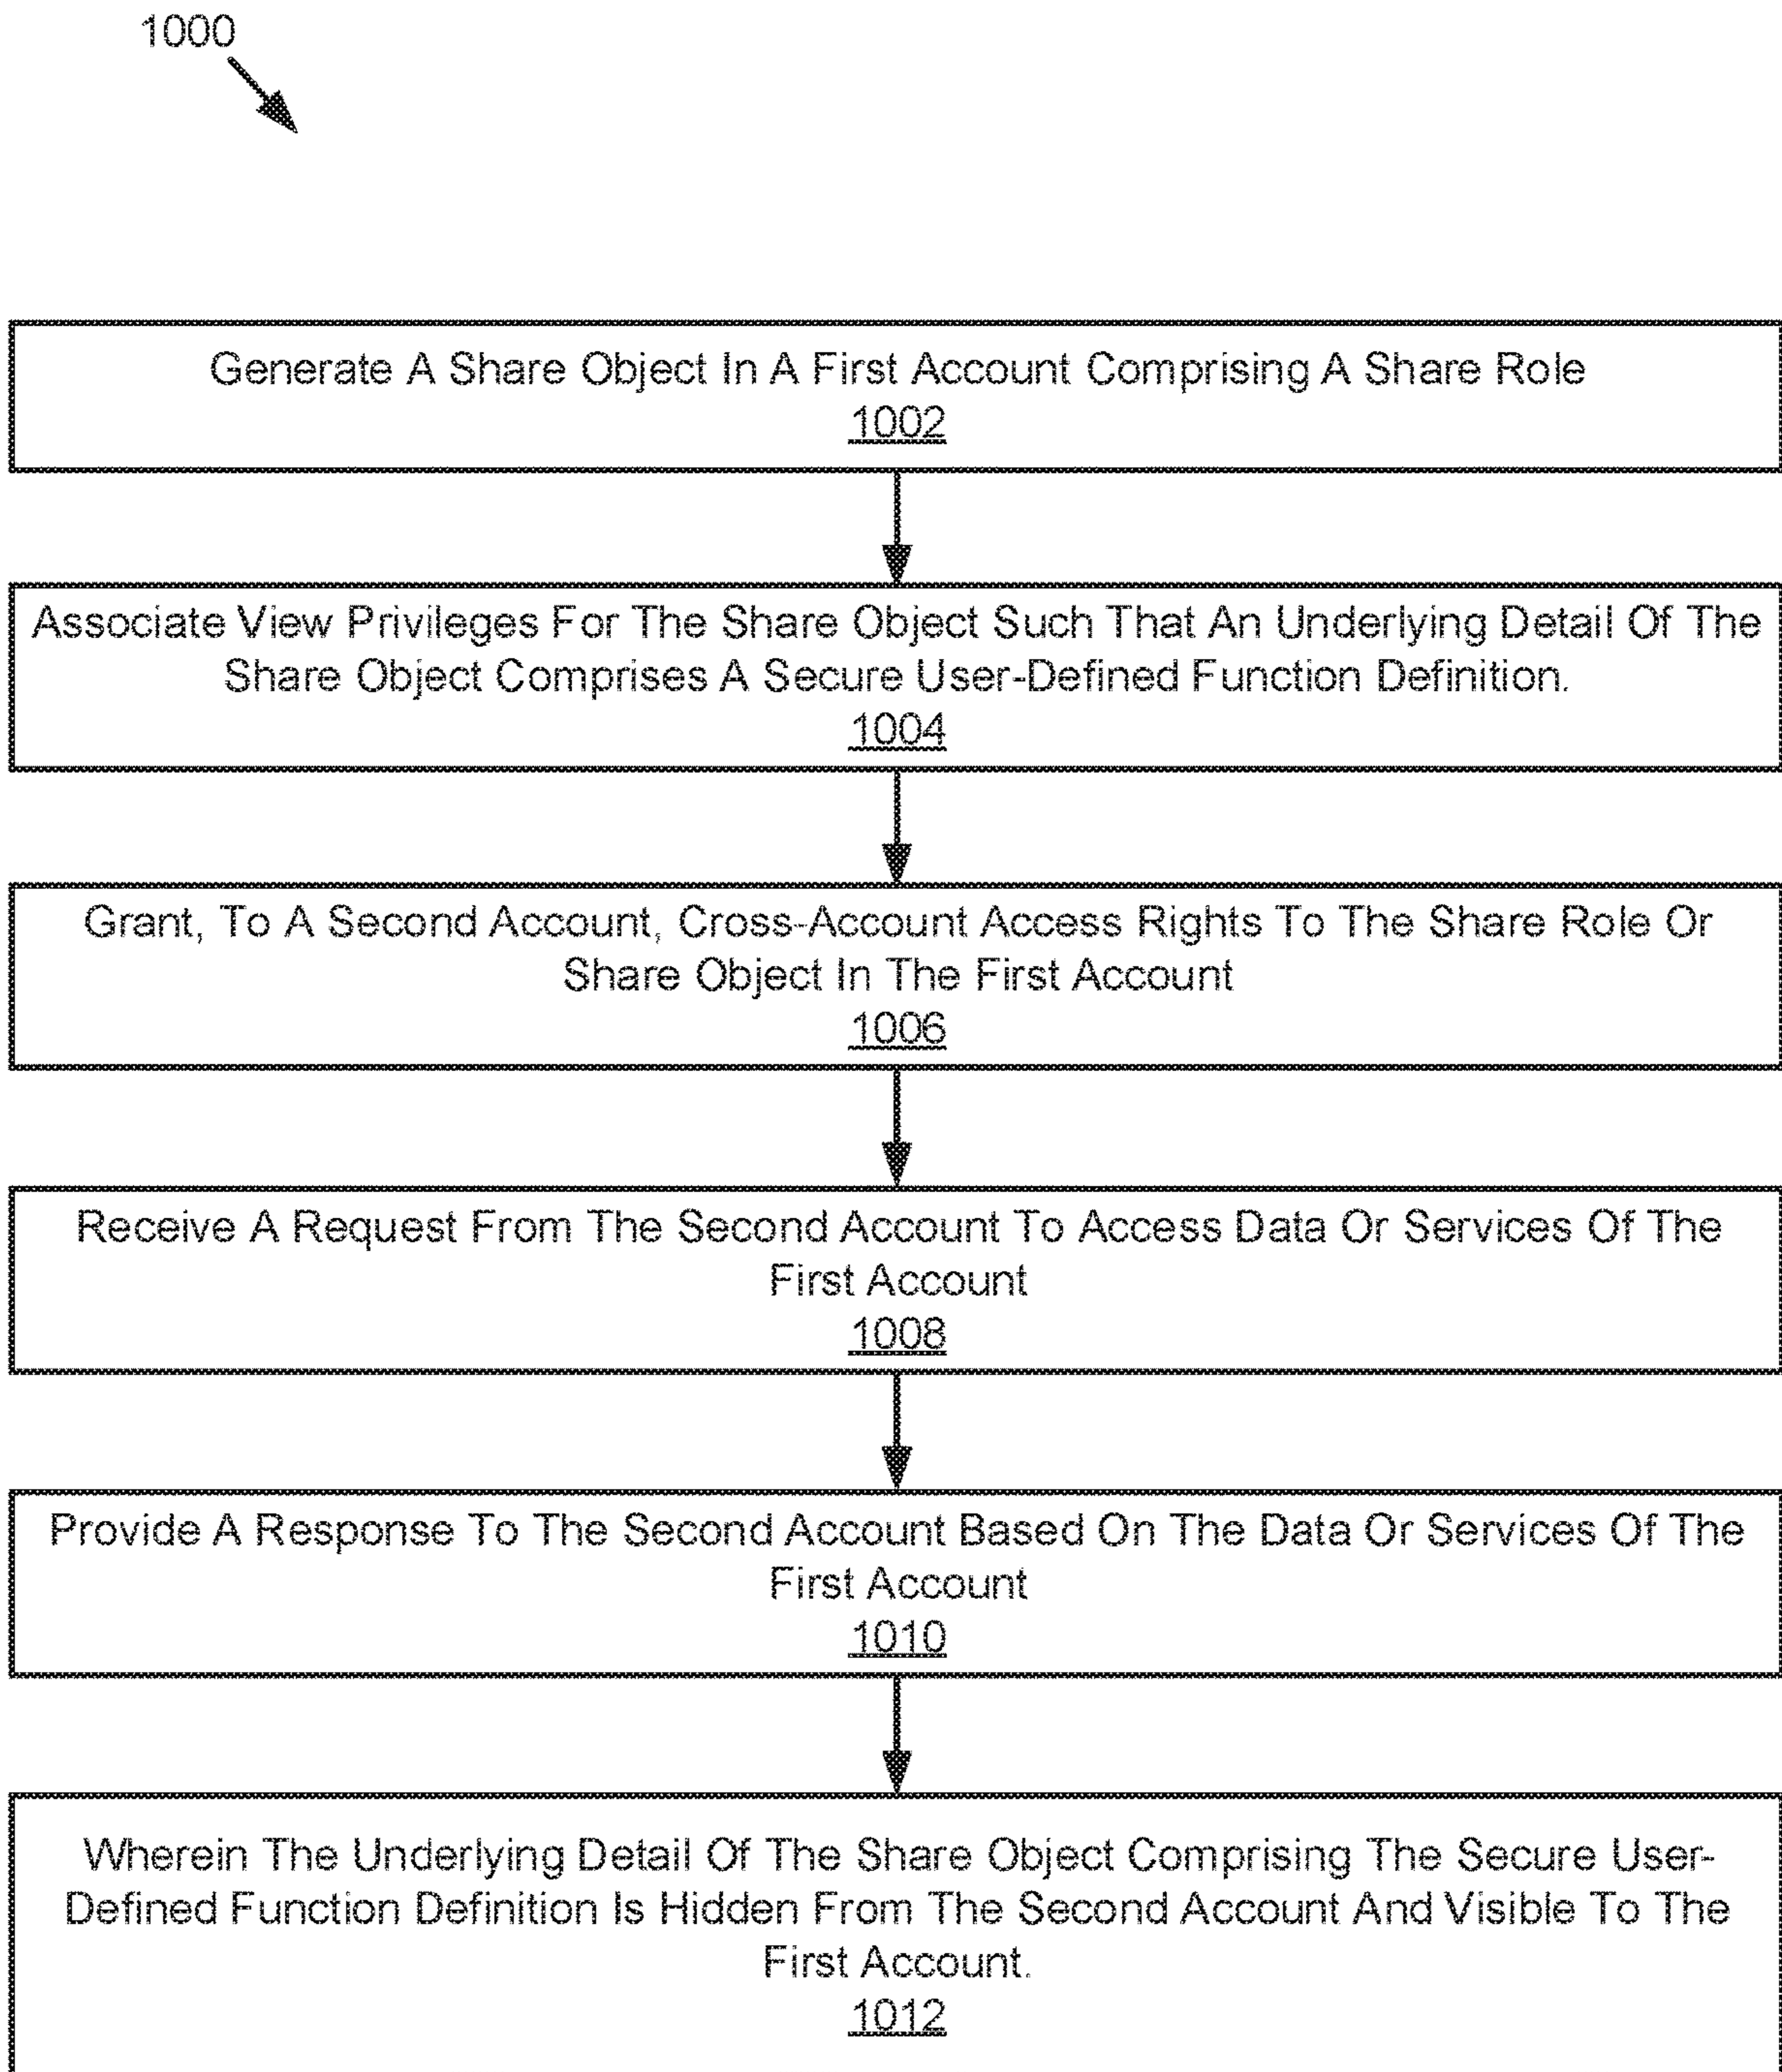 1000
Generate A Share Object In A First Account Comprising A Share Role
1002
Associate View Privileges For The Share Object Such That An Underlying Detail Of The
Share Object Comprises A Secure User-Defined Function Definition.
1004
Grant, To A Second Account, Cross-Account Access Rights To The Share Role Or
Share Object In The First Account
1006
Receive A Request From The Second Account To Access Data Or Services Of The
First Account
1008
Provide A Response To The Second Account Based On The Data Or Services Of The
First Account
1010
Wherein The Underlying Detail Of The Share Object Comprising The Secure User-
Defined Function Definition Is Hidden From The Second Account And Visible To The
First Account.
1012